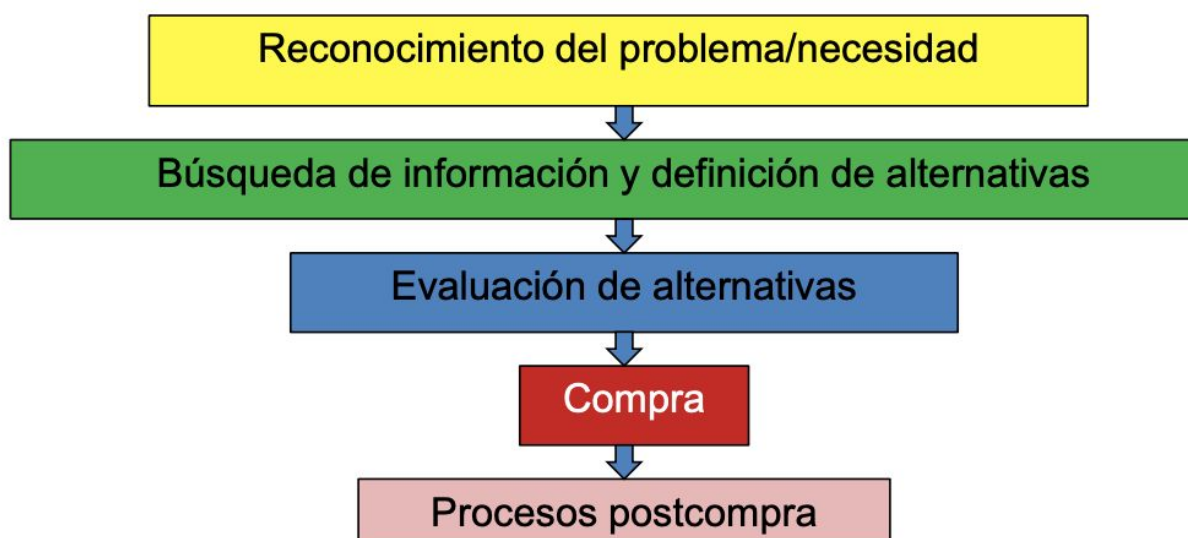 Reconocimiento del problema/necesidad
Búsqueda de información y definición de alternativas
Evaluación de alternativas
Compra
Procesos postcompra